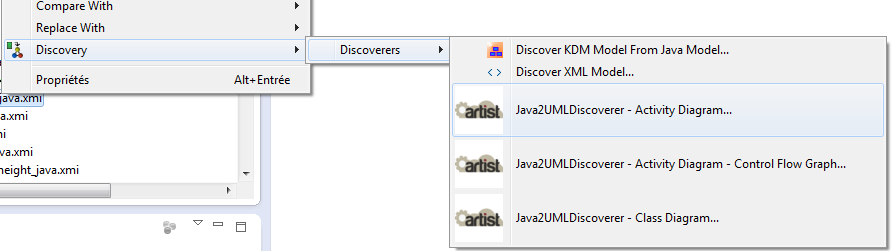 Compare With
Replace With
Discovery
Discoverers
Discover KDM Model From Java Model...
Discover XML Model...
Propriétés Alt+Entrée
java.xmi
artist Java2UMLDiscoverer - Activity Diagram...
a.xmi
mi
artist Java2UMLDiscoverer - Activity Diagram - Control Flow Graph...
va.xmi
height_java.xmi
artist Java2UMLDiscoverer - Class Diagram...